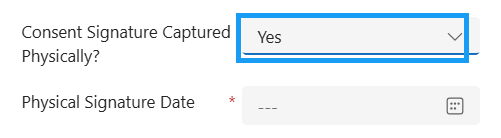 Consent Signature Captured Physically? Yes
Physical Signature Date * ---